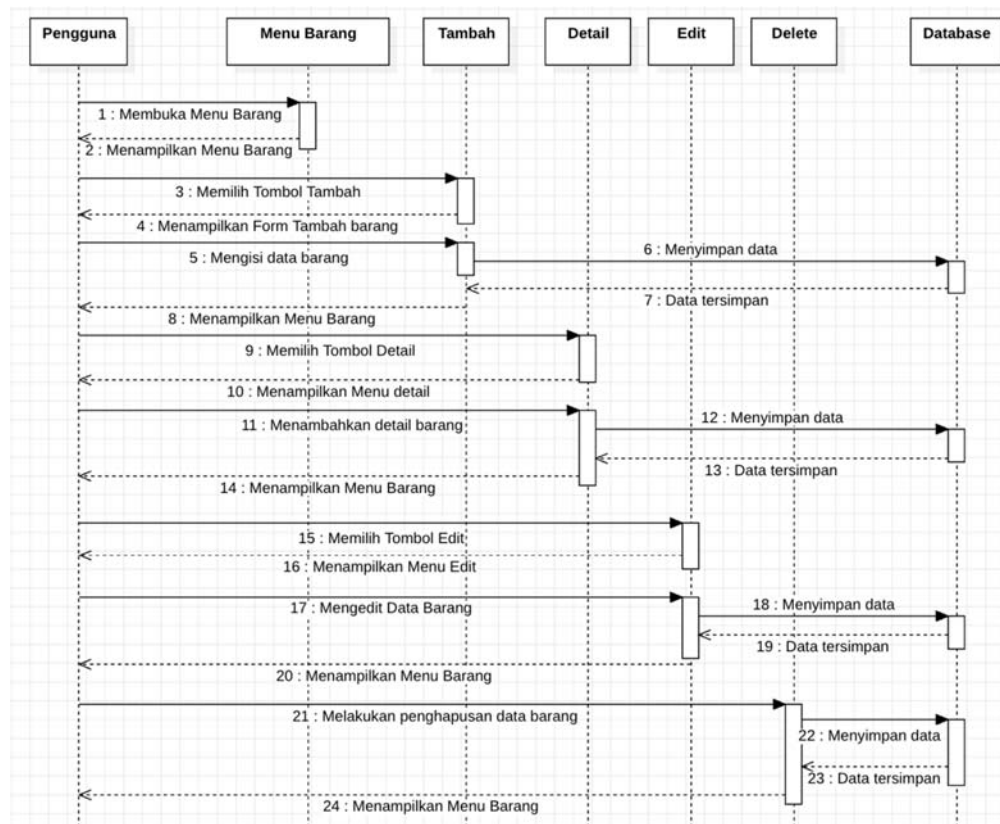 Pengguna
Menu Barang
Tambah
Detail
Edit
Delete
Database
1 : Membuka Menu Barang
2 : Menampilkan Menu Barang
3 : Memilih Tombol Tambah
4 : Menampilkan Form Tambah barang
5 : Mengisi data barang
6 : Menyimpan data
7 : Data tersimpan
8 : Menampilkan Menu Barang
9 : Memilih Tombol Detail
10 : Menampilkan Menu detail
11 : Menambahkan detail barang
12 : Menyimpan data
13 : Data tersimpan
14 : Menampilkan Menu Barang
15 : Memilih Tombol Edit
16 : Menampilkan Menu Edit
17 : Mengedit Data Barang
18 : Menyimpan data
19 : Data tersimpan
20 : Menampilkan Menu Barang
21 : Melakukan penghapusan data barang
22 : Menyimpan data
23 : Data tersimpan
24 : Menampilkan Menu Barang